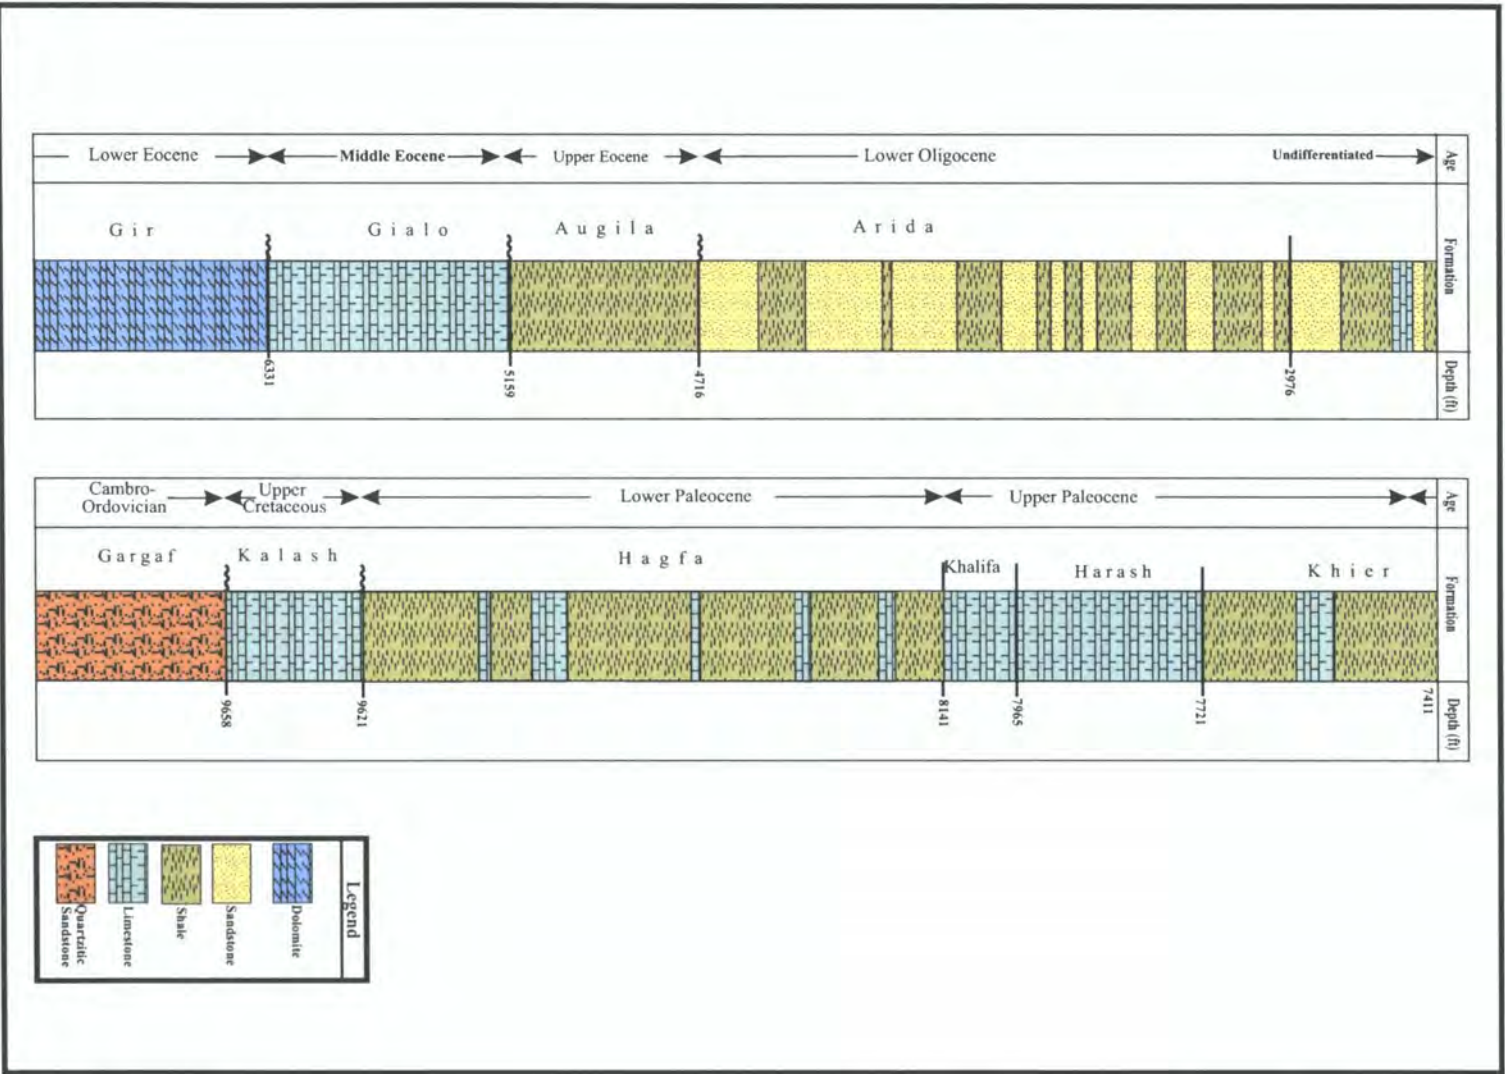 Lower Eocene
Middle Eocene
Upper Eocene
Lower Oligocene
Undifferentiated
Age
Gir
Gialo
Augila
Arida
Formation
6331
5159
4716
2976
Depth (ft)
Cambro-
Ordovician
Upper
Cretaceous
Lower Paleocene
Upper Paleocene
Age
Gargaf
Kalash
Hagfa
Khalifa
Harash
Khier
Formation
9658
9621
8141
7965
7721
7411
Depth (ft)
Legend
Dolomite
Sandstone
Shale
Limestone
Quartzitic
Sandstone